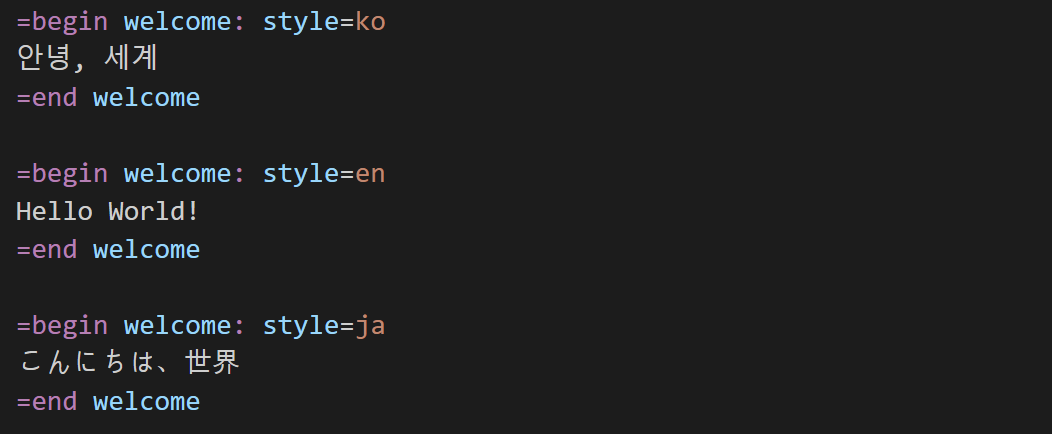 =begin welcome: style=ko
안녕, 세계
=end welcome
=begin welcome: style=en
Hello World!
=end welcome
=begin welcome: style=ja
こんにちは、世界
=end welcome